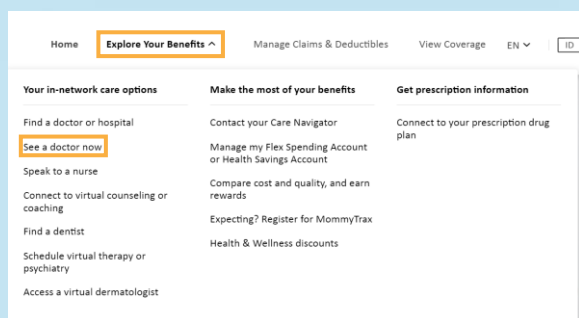 Home Explore Your Benefits Manage Claims & Deductibles View Coverage EN ID
Your in-network care options
Find a doctor or hospital
See a doctor now
Speak to a nurse
Connect to virtual counseling or
coaching
Find a dentist
Schedule virtual therapy or
psychiatry
Access a virtual dermatologist
Make the most of your benefits
Contact your Care Navigator
Manage my Flex Spending Account
or Health Savings Account
Compare cost and quality, and earn
rewards
Expecting? Register for MommyTrax
Health & Wellness discounts
Get prescription information
Connect to your prescription drug
plan